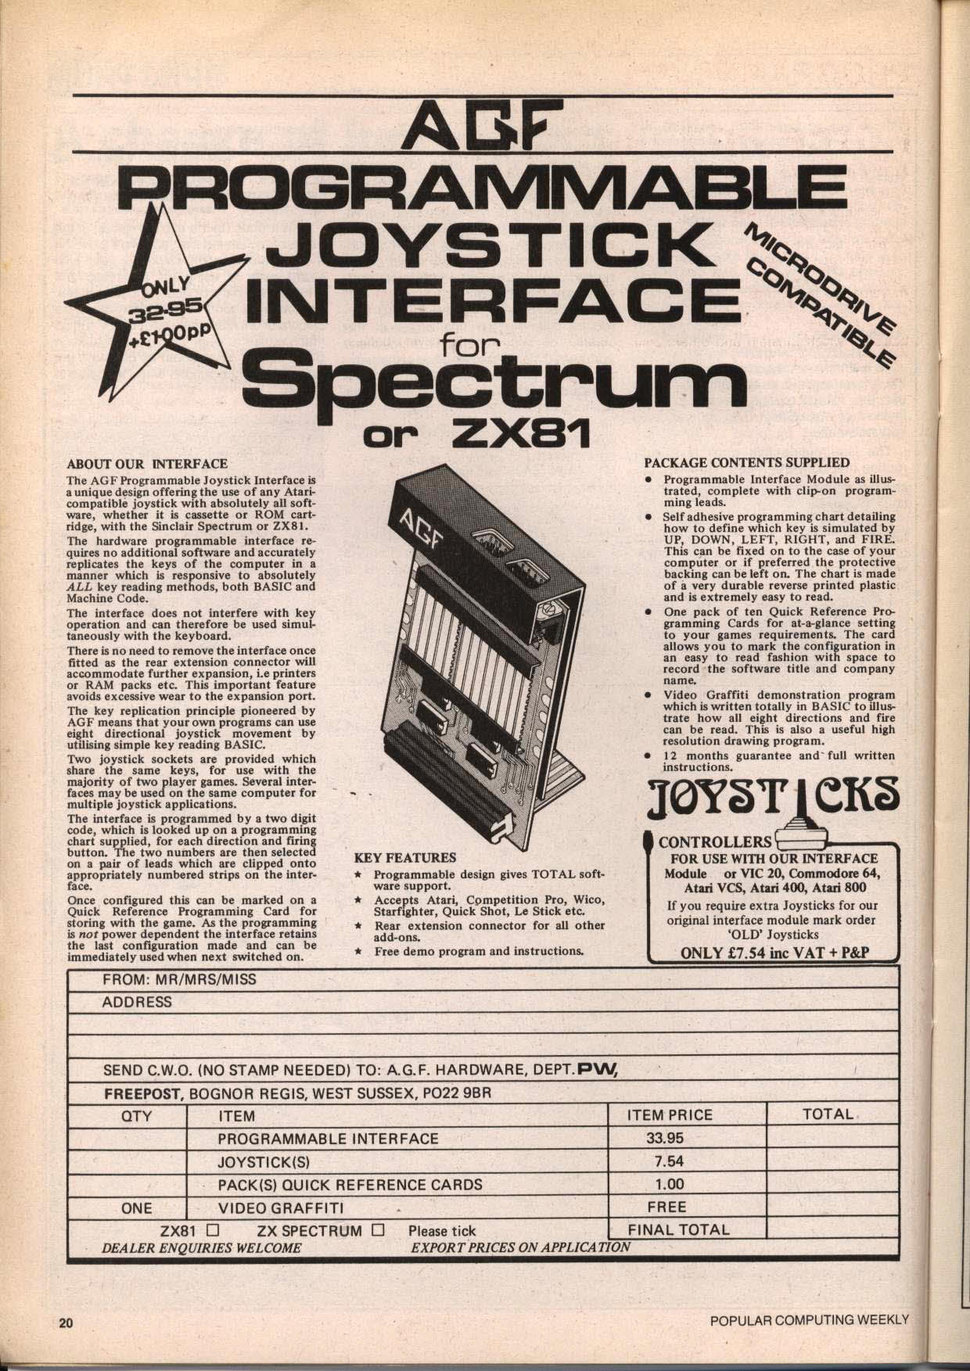 AGF
PROGRAMMABLE
JOYSTICK
INTERFACE
for
Spectrum
or ZX81
ONLY
32·95
+£1·00pp
MICRODRIVE
COMPATIBLE
ABOUT OUR INTERFACE
The AGF Programmable Joystick Interface is
a unique design offering the use of any Atari-
compatible joystick with absolutely all soft-
ware, whether it is cassette or ROM cart-
ridge, with the Sinclair Spectrum or ZX81.
The hardware programmable interface re-
quires no additional software and accurately
replicates the keys of the computer in a
manner which is responsive to absolutely
ALL key reading methods, both BASIC and
Machine Code.
The interface does not interfere with key
operation and can therefore be used simul-
taneously with the keyboard.
There is no need to remove the interface once
fitted as the rear extension connector will
accommodate further expansion, i.e printers
or RAM packs etc. This important feature
avoids excessive wear to the expansion port.
The key replication principle pioneered by
AGF means that your own programs can use
eight directional joystick movement by
utilising simple key reading BASIC.
Two joystick sockets are provided which
share the same keys, for use with the
majority of two player games. Several inter-
faces may be used on the same computer for
multiple joystick applications.
The interface is programmed by a two digit
code, which is looked up on a programming
chart supplied, for each direction and firing
button. The two numbers are then selected
on a pair of leads which are clipped onto
appropriately numbered strips on the inter-
face.
Once configured this can be marked on a
Quick Reference Programming Card for
storing with the game. As the programming
is not power dependent the interface retains
the last configuration made and can be
immediately used when next switched on.
AGF
KEY FEATURES
★ Programmable design gives TOTAL soft-
ware support.
★ Accepts Atari, Competition Pro, Wico,
Starfighter, Quick Shot, Le Stick etc.
★ Rear extension connector for all other
add-ons.
★ Free demo program and instructions.
PACKAGE CONTENTS SUPPLIED
● Programmable Interface Module as illus-
trated, complete with clip-on program-
ming leads.
● Self adhesive programming chart detailing
how to define which key is simulated by
UP, DOWN, LEFT, RIGHT, and FIRE.
This can be fixed on to the case of your
computer or if preferred the protective
backing can be left on. The chart is made
of a very durable reverse printed plastic
and is extremely easy to read.
● One pack of ten Quick Reference Pro-
gramming Cards for at-a-glance setting
to your games requirements. The card
allows you to mark the configuration in
an easy to read fashion with space to
record the software title and company
name.
● Video Graffiti demonstration program
which is written totally in BASIC to illus-
trate how all eight directions and fire
can be read. This is also a useful high
resolution drawing program.
● 12 months guarantee and full written
instructions.
JOYSTICKS
CONTROLLERS
FOR USE WITH OUR INTERFACE
Module or VIC 20, Commodore 64,
Atari VCS, Atari 400, Atari 800
If you require extra Joysticks for our
original interface module mark order
'OLD' Joysticks
ONLY £7.54 inc VAT + P&P
FROM: MR/MRS/MISS
ADDRESS
SEND C.W.O. (NO STAMP NEEDED) TO: A.G.F. HARDWARE, DEPT. PW,
FREEPOST, BOGNOR REGIS, WEST SUSSEX, PO22 9BR
QTY ITEM ITEM PRICE TOTAL
PROGRAMMABLE INTERFACE 33.95
JOYSTICK(S) 7.54
PACK(S) QUICK REFERENCE CARDS 1.00
ONE VIDEO GRAFFITI FREE
ZX81 □ ZX SPECTRUM □ Please tick FINAL TOTAL
DEALER ENQUIRIES WELCOME EXPORT PRICES ON APPLICATION
20 POPULAR COMPUTING WEEKLY